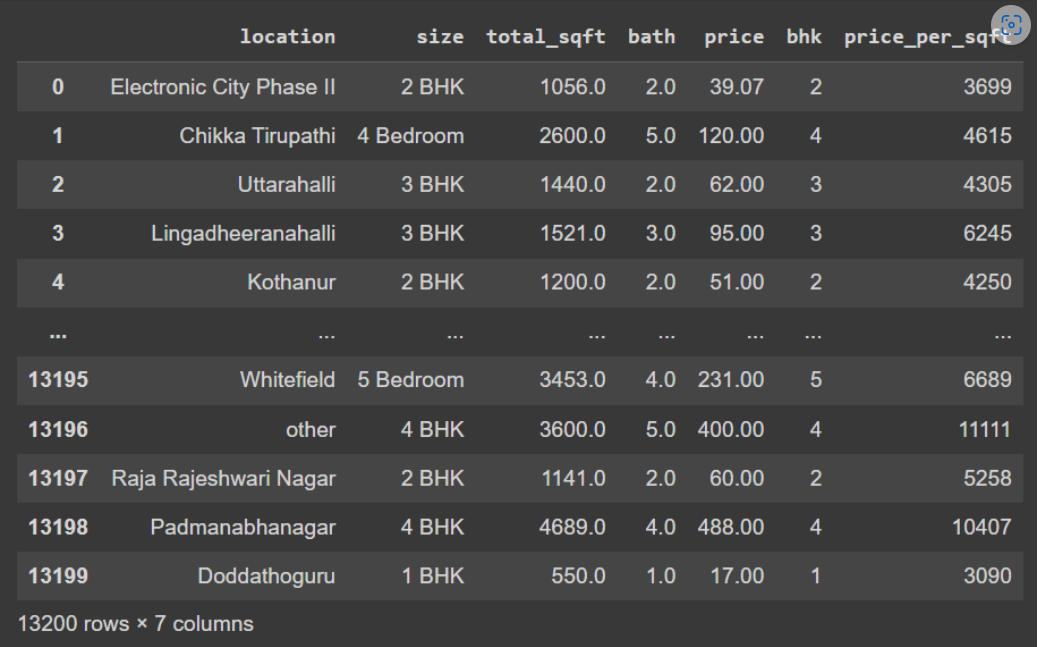 location size total_sqft bath price bhk price_per_sqft
0 Electronic City Phase II 2 BHK 1056.0 2.0 39.07 2 3699
1 Chikka Tirupathi 4 Bedroom 2600.0 5.0 120.00 4 4615
2 Uttarahalli 3 BHK 1440.0 2.0 62.00 3 4305
3 Lingadheeranahalli 3 BHK 1521.0 3.0 95.00 3 6245
4 Kothanur 2 BHK 1200.0 2.0 51.00 2 4250
... ... ... ... ... ... ... ...
13195 Whitefield 5 Bedroom 3453.0 4.0 231.00 5 6689
13196 other 4 BHK 3600.0 5.0 400.00 4 11111
13197 Raja Rajeshwari Nagar 2 BHK 1141.0 2.0 60.00 2 5258
13198 Padmanabhanagar 4 BHK 4689.0 4.0 488.00 4 10407
13199 Doddathoguru 1 BHK 550.0 1.0 17.00 1 3090
13200 rows × 7 columns